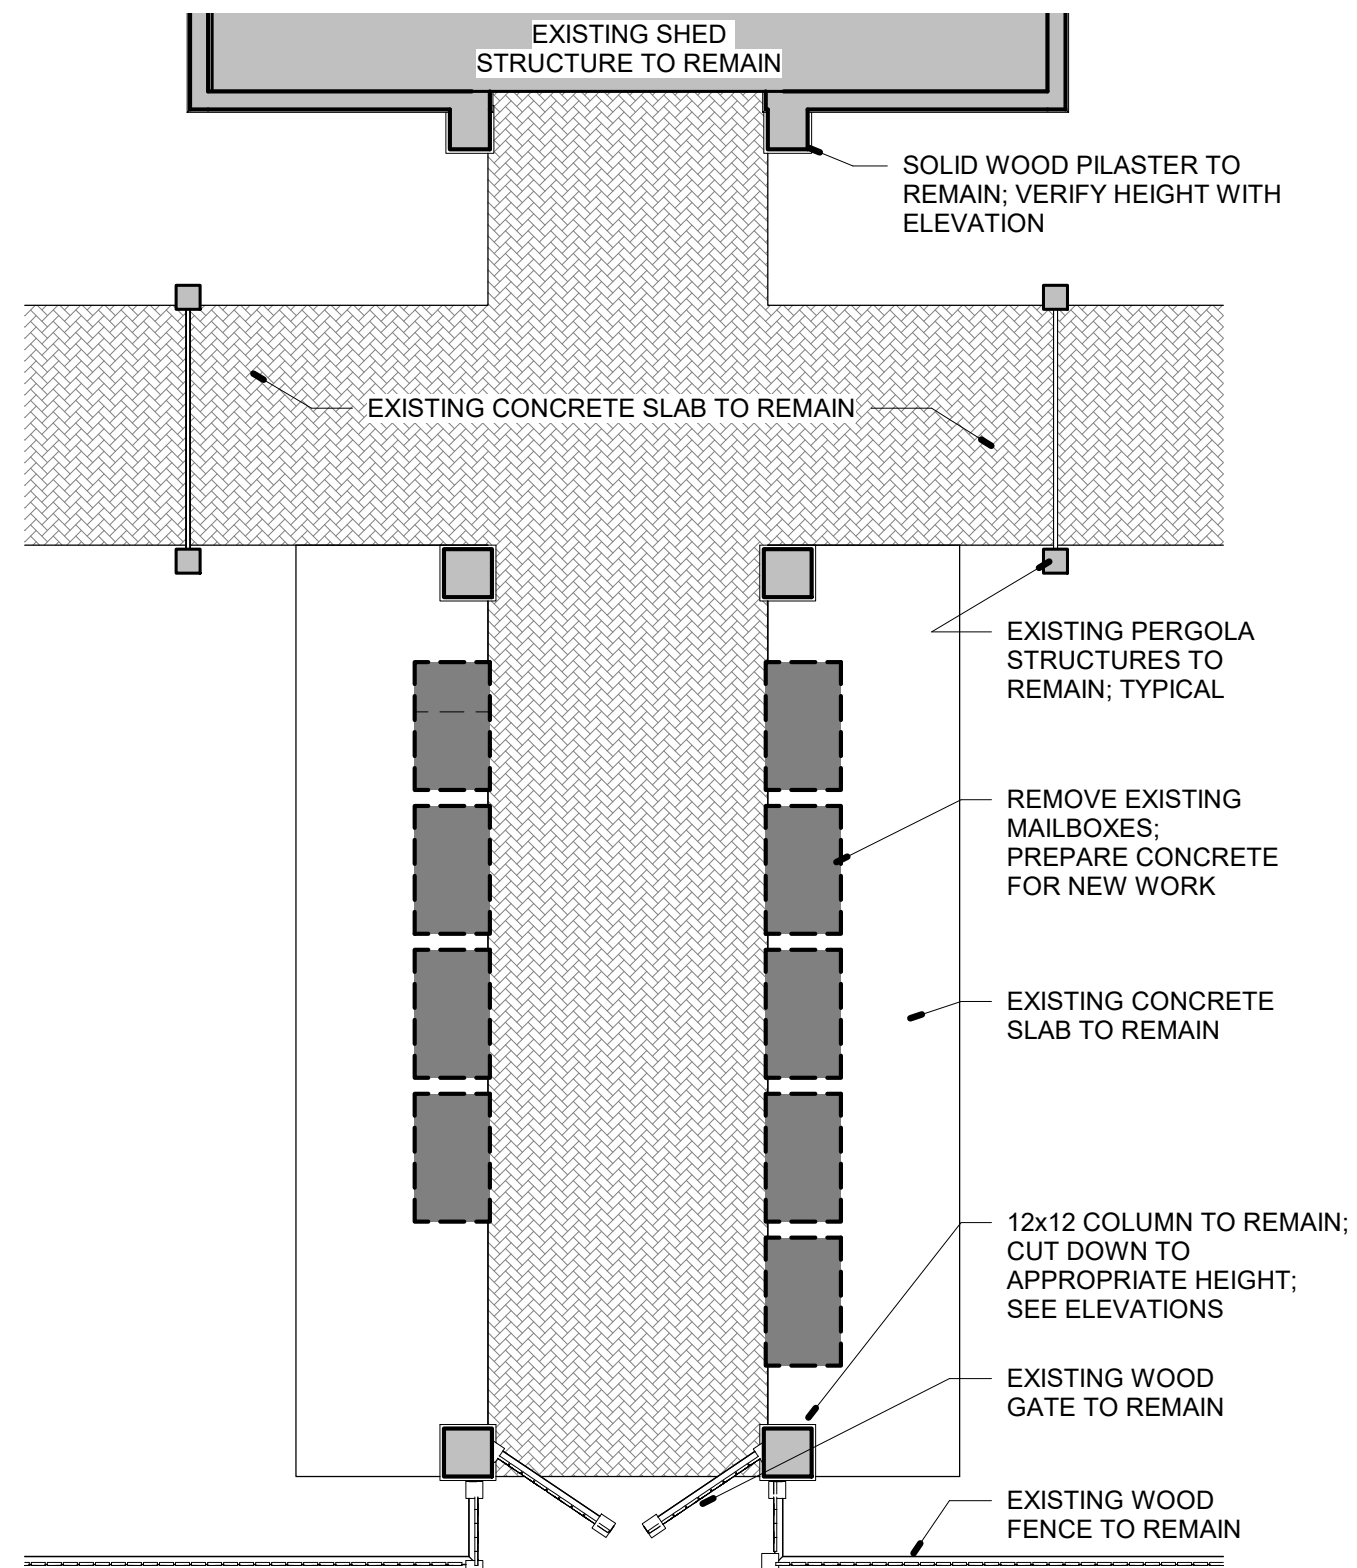 EXISTING SHED
STRUCTURE TO REMAIN
SOLID WOOD PILASTER TO
REMAIN; VERIFY HEIGHT WITH
ELEVATION
EXISTING CONCRETE SLAB TO REMAIN
EXISTING PERGOLA
STRUCTURES TO
REMAIN; TYPICAL
REMOVE EXISTING
MAILBOXES;
PREPARE CONCRETE
FOR NEW WORK
EXISTING CONCRETE
SLAB TO REMAIN
12x12 COLUMN TO REMAIN;
CUT DOWN TO
APPROPRIATE HEIGHT;
SEE ELEVATIONS
EXISTING WOOD
GATE TO REMAIN
EXISTING WOOD
FENCE TO REMAIN